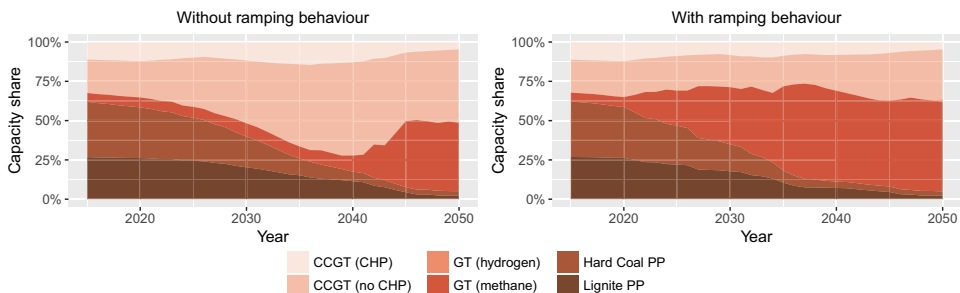 Without ramping behaviour
With ramping behaviour
100%
75%
50%
25%
0%
Capacity share
2020
2030
2040
2050
Year
100%
75%
50%
25%
0%
Capacity share
2020
2030
2040
2050
Year
CCGT (CHP)
GT (hydrogen)
Hard Coal PP
CCGT (no CHP)
GT (methane)
Lignite PP